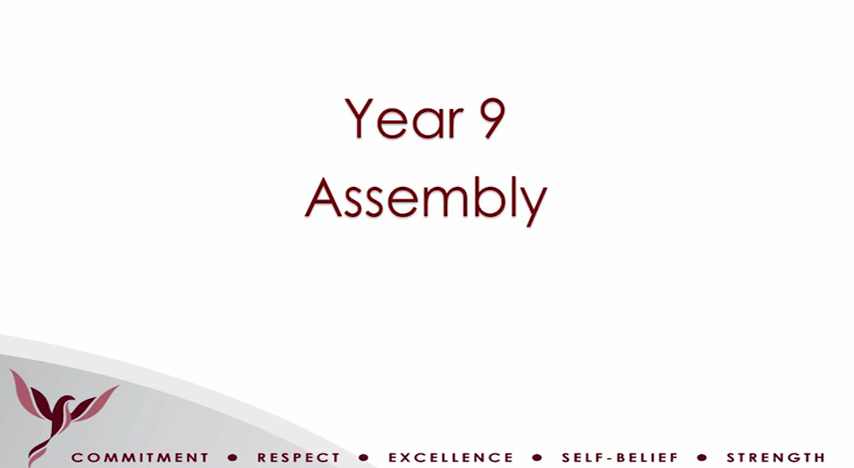 Year 9
Assembly
COMMITMENT ● RESPECT ● EXCELLENCE ● SELF-BELIEF ● STRENGTH